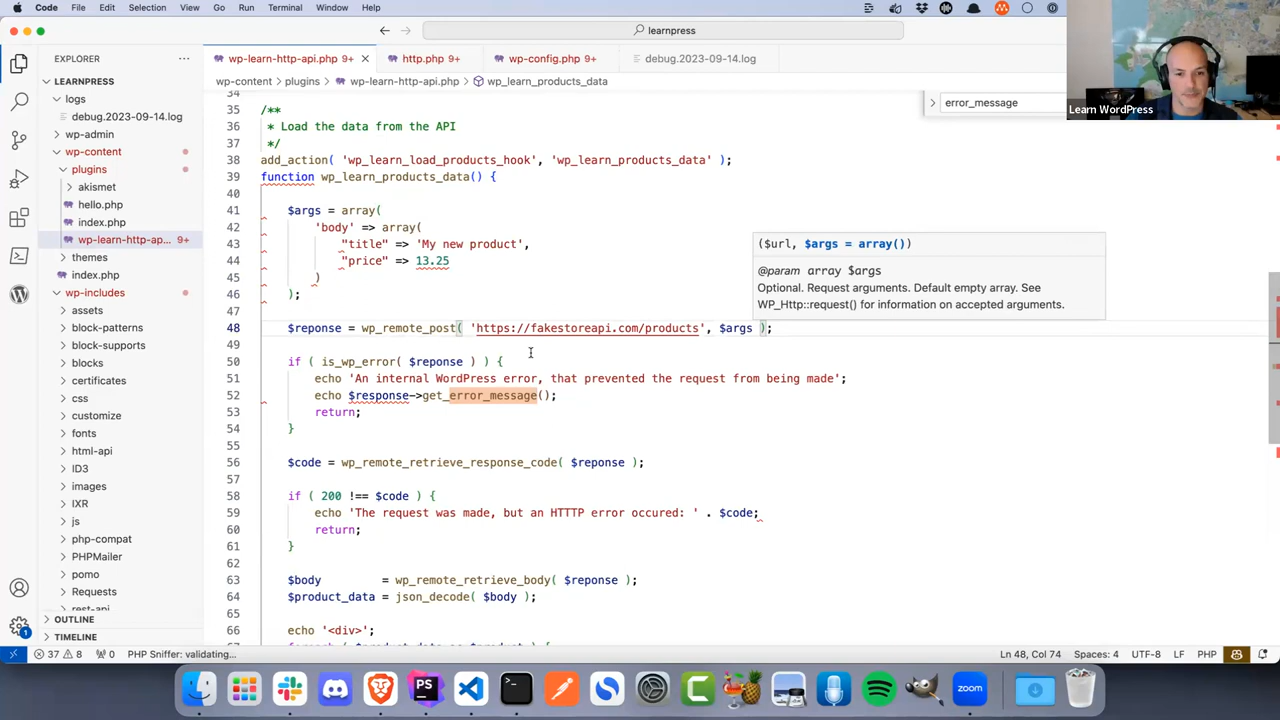 Code File Edit Selection View Go Run Terminal Window Help
learnpress
Learn WordPress
EXPLORER
LEARNPRESS
logs
debug.2023-09-14.log
wp-admin
wp-content
plugins
akismet
hello.php
index.php
wp-learn-http-ap... 9+
themes
index.php
wp-includes
assets
block-patterns
block-supports
blocks
certificates
css
customize
fonts
html-api
ID3
images
IXR
js
php-compat
PHPMailer
pomo
Requests
rest-api
OUTLINE
TIMELINE
wp-learn-http-api.php 9+ http.php 9+ wp-config.php 9+ debug.2023-09-14.log
wp-content > plugins > wp-learn-http-api.php > wp_learn_products_data
error_message
34
35 /**
36 * Load the data from the API
37 */
38 add_action( 'wp_learn_load_products_hook', 'wp_learn_products_data' );
39 function wp_learn_products_data() {
40
41 $args = array(
42 'body' => array(
43 "title" => 'My new product',
44 "price" => 13.25
45 )
46 );
47
48 $reponse = wp_remote_post( 'https://fakestoreapi.com/products', $args );
49
50 if ( is_wp_error( $reponse ) ) {
51 echo 'An internal WordPress error, that prevented the request from being made';
52 echo $response->get_error_message();
53 return;
54 }
55
56 $code = wp_remote_retrieve_response_code( $reponse );
57
58 if ( 200 !== $code ) {
59 echo 'The request was made, but an HTTTP error occured: ' . $code;
60 return;
61 }
62
63 $body = wp_remote_retrieve_body( $reponse );
64 $product_data = json_decode( $body );
65
66 echo '<div>';
($url, $args = array())
@param array $args
Optional. Request arguments. Default empty array. See
WP_Http::request() for information on accepted arguments.
37 8 0 PHP Sniffer: validating... Ln 48, Col 74 Spaces: 4 UTF-8 LF PHP
1
PS
zoom